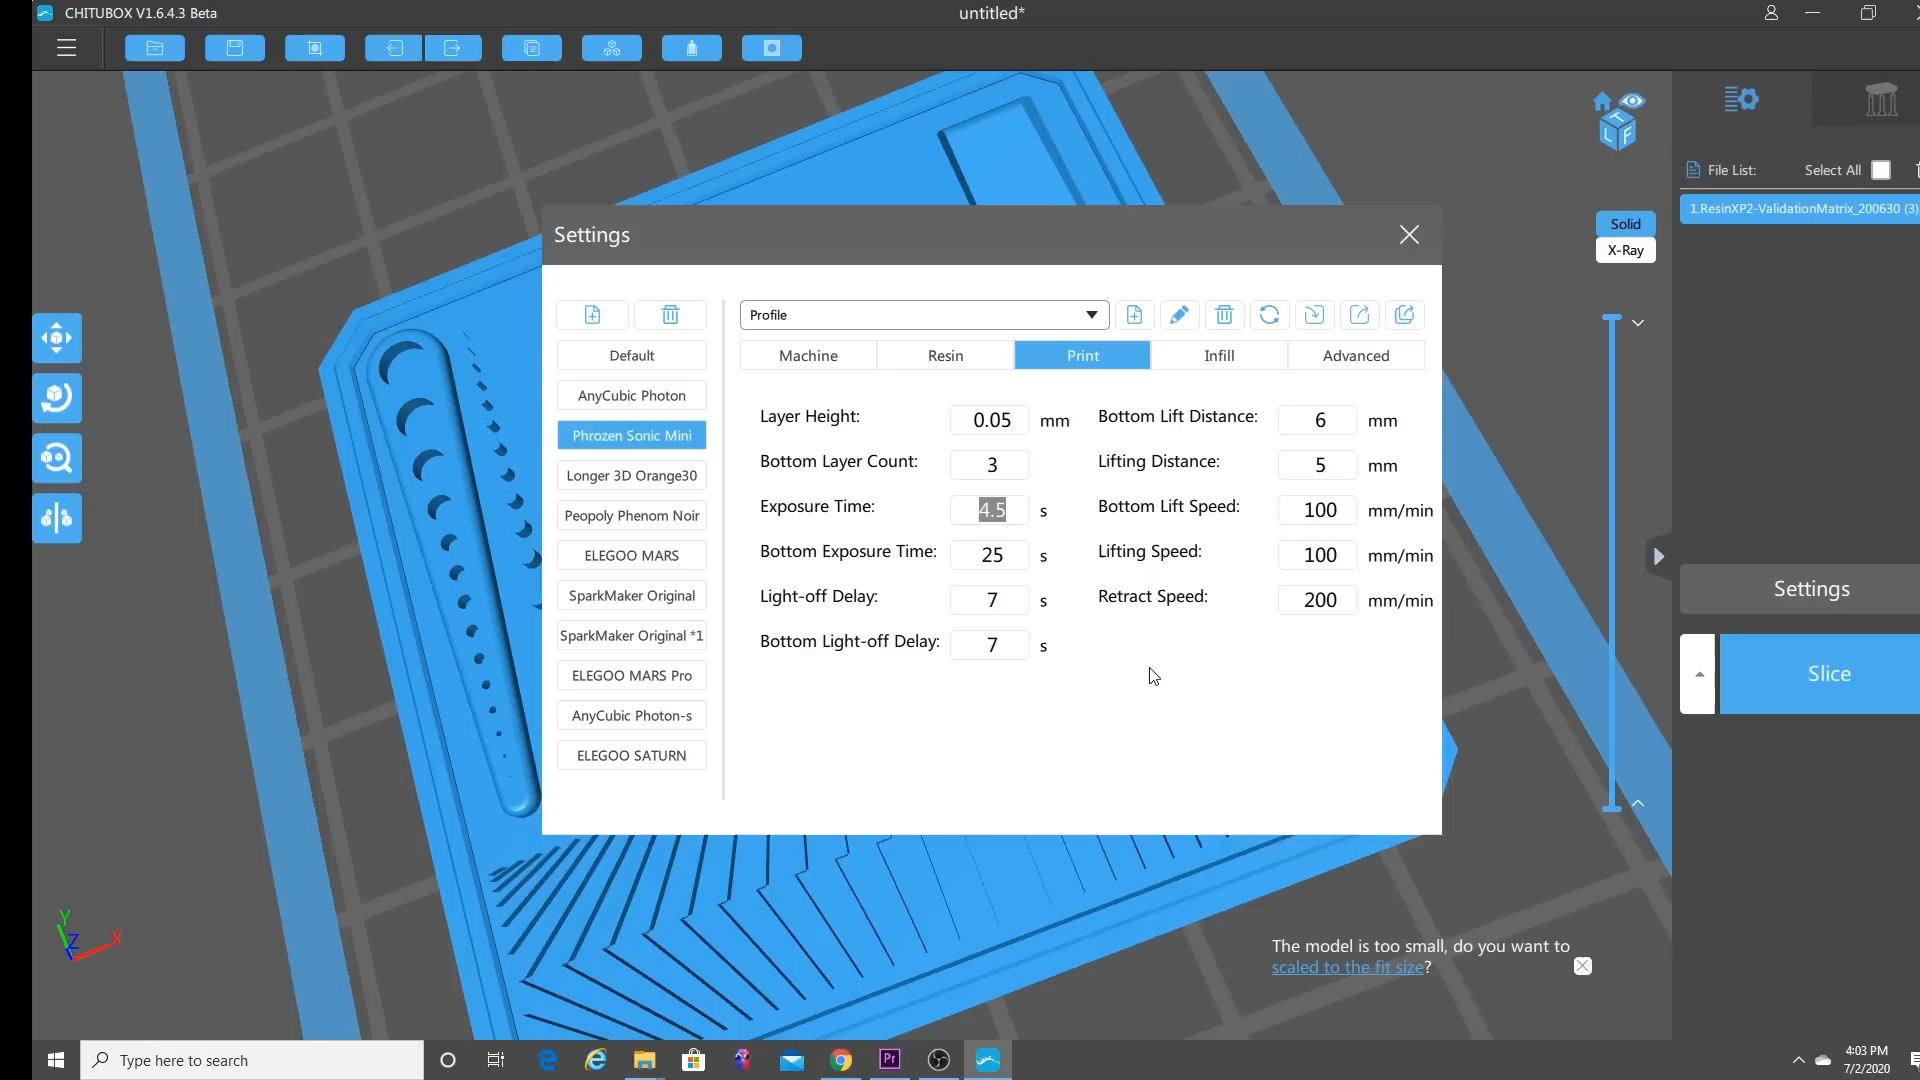 CHITUBOX V1.6.4.3 Beta
untitled*
File List:
Select All
1.ResinXP2-ValidationMatrix_200630 (3)
T
L F
Solid
X-Ray
Settings
Default
AnyCubic Photon
Phrozen Sonic Mini
Longer 3D Orange30
Peopoly Phenom Noir
ELEGOO MARS
SparkMaker Original
SparkMaker Original *1
ELEGOO MARS Pro
AnyCubic Photon-s
ELEGOO SATURN
Profile
Machine
Resin
Print
Infill
Advanced
Layer Height: 0.05 mm
Bottom Layer Count: 3
Exposure Time: 4.5 s
Bottom Exposure Time: 25 s
Light-off Delay: 7 s
Bottom Light-off Delay: 7 s
Bottom Lift Distance: 6 mm
Lifting Distance: 5 mm
Bottom Lift Speed: 100 mm/min
Lifting Speed: 100 mm/min
Retract Speed: 200 mm/min
Settings
Slice
Y
Z
X
The model is too small, do you want to
scaled to the fit size?
Type here to search
Pr
4:03 PM
7/2/2020